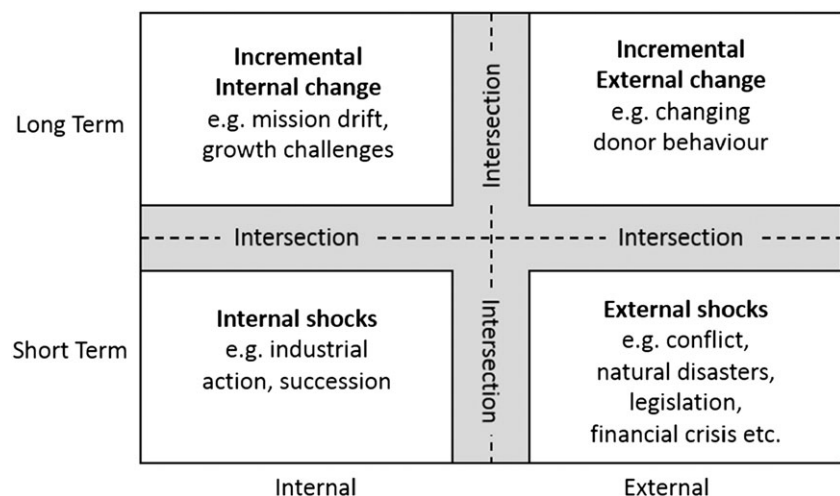 Long Term
Incremental
Internal change
e.g. mission drift,
growth challenges
Intersection
Incremental
External change
e.g. changing
donor behaviour
Intersection
Intersection
Short Term
Internal shocks
e.g. industrial
action, succession
Intersection
External shocks
e.g. conflict,
natural disasters,
legislation,
financial crisis etc.
Internal
External